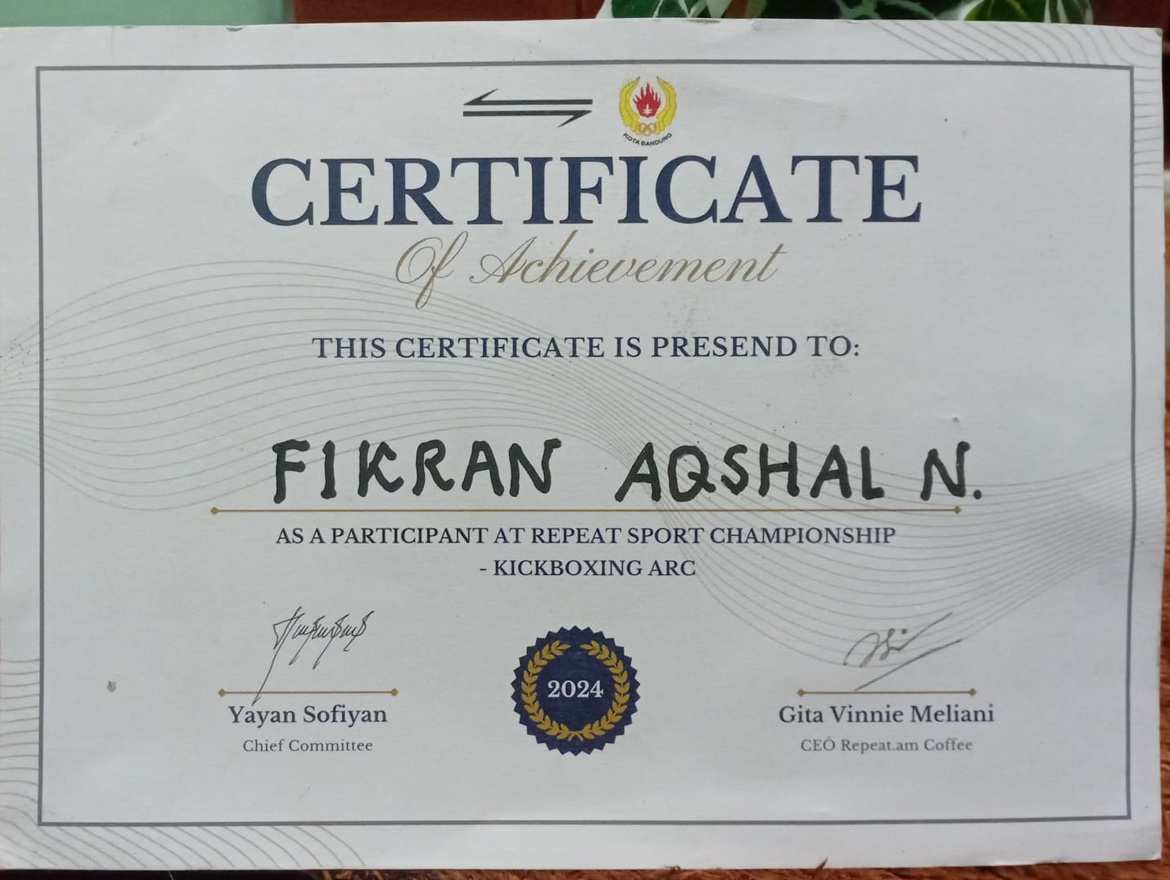 KOTA BANDUNG
CERTIFICATE
Of Achievement
THIS CERTIFICATE IS PRESEND TO:
FIKRAN AQSHAL N.
AS A PARTICIPANT AT REPEAT SPORT CHAMPIONSHIP
- KICKBOXING ARC
2024
Yayan Sofiyan
Chief Committee
Gita Vinnie Meliani
CEO Repeat.am Coffee